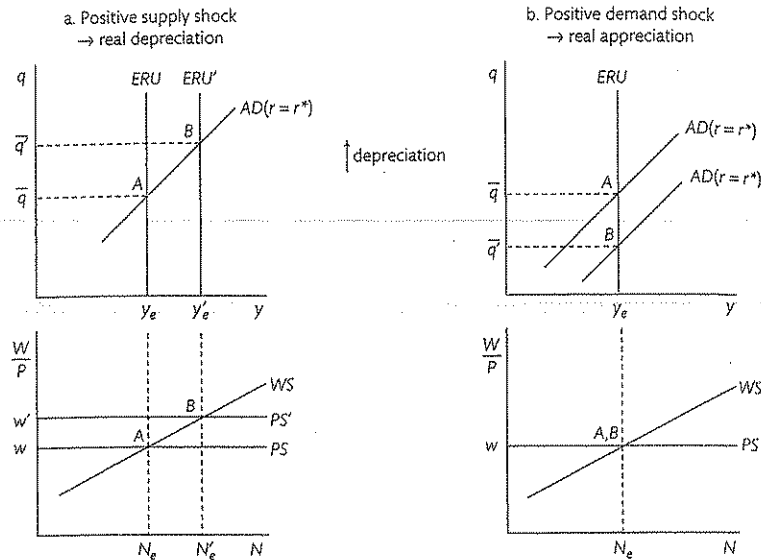 a. Positive supply shock
→ real depreciation
q
ERU
ERU'
AD(r = r*)
B
q̄'
A
q̄
y_e
y'_e
y
↑ depreciation
b. Positive demand shock
→ real appreciation
q
ERU
AD(r = r*)
AD(r = r*)
A
q̄
B
q̄'
y_e
y
W
P
WS
B
w'
PS'
A
w
PS
N_e
N'_e
N
W
P
WS
A,B
w
PS
N_e
N